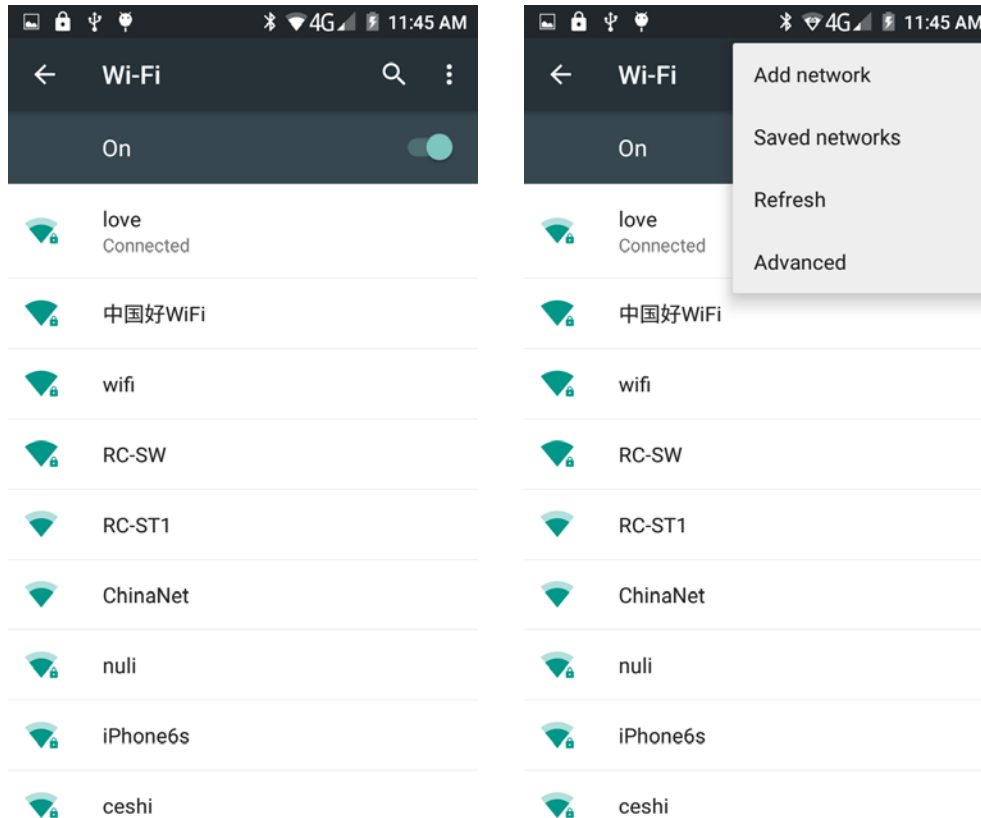 4G 11:45 AM
Wi-Fi
On
love
Connected
中国好WiFi
wifi
RC-SW
RC-ST1
ChinaNet
nuli
iPhone6s
ceshi
4G 11:45 AM
Wi-Fi
Add network
Saved networks
Refresh
Advanced
On
love
Connected
中国好WiFi
wifi
RC-SW
RC-ST1
ChinaNet
nuli
iPhone6s
ceshi